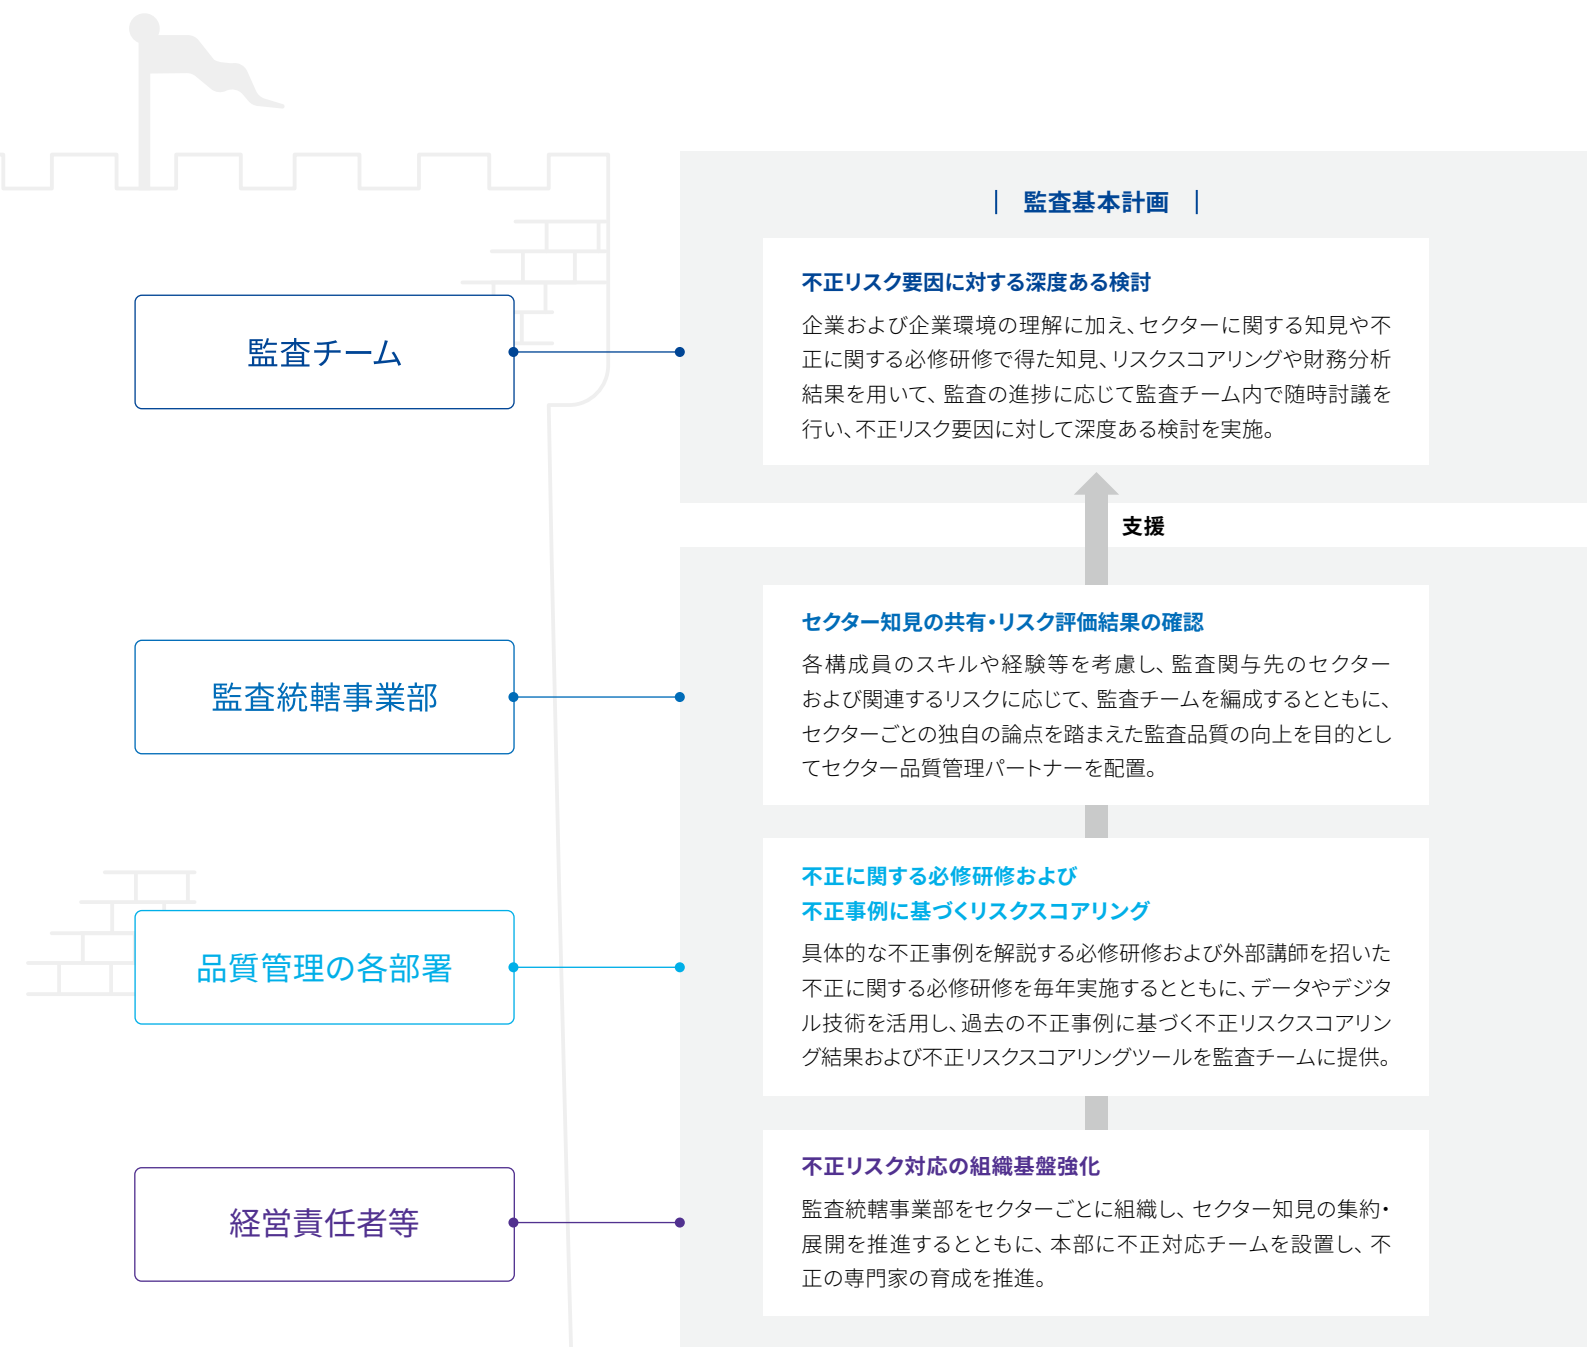 監査基本計画
監査チーム
不正リスク要因に対する深度ある検討
企業および企業環境の理解に加え、セクターに関する知見や不
正に関する必修研修で得た知見、リスクスコアリングや財務分析
結果を用いて、監査の進捗に応じて監査チーム内で随時討議を
行い、不正リスク要因に対して深度ある検討を実施。
支援
監査統轄事業部
セクター知見の共有・リスク評価結果の確認
各構成員のスキルや経験等を考慮し、監査関与先のセクター
および関連するリスクに応じて、監査チームを編成するとともに、
セクターごとの独自の論点を踏まえた監査品質の向上を目的とし
てセクター品質管理パートナーを配置。
品質管理の各部署
不正に関する必修研修および
不正事例に基づくリスクスコアリング
具体的な不正事例を解説する必修研修および外部講師を招いた
不正に関する必修研修を毎年実施するとともに、データやデジタ
ル技術を活用し、過去の不正事例に基づく不正リスクスコアリン
グ結果および不正リスクスコアリングツールを監査チームに提供。
経営責任者等
不正リスク対応の組織基盤強化
監査統轄事業部をセクターごとに組織し、セクター知見の集約・
展開を推進するとともに、本部に不正対応チームを設置し、不
正の専門家の育成を推進。